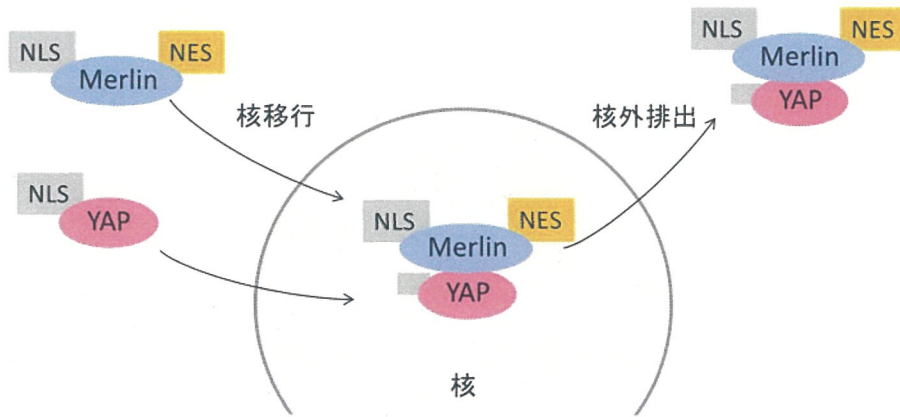 NLS
NES
Merlin
核移行
NLS
YAP
NLS
NES
Merlin
YAP
核
核外排出
NLS
NES
Merlin
YAP